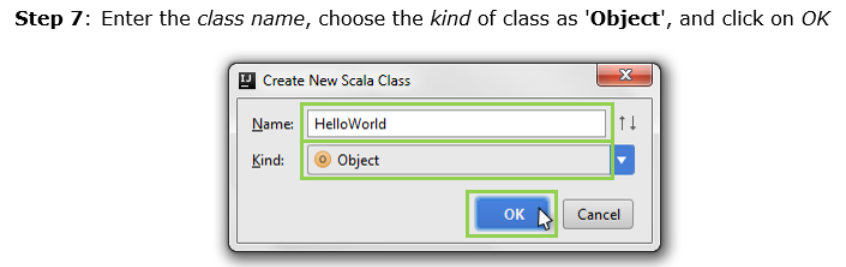 Step 7: Enter the class name, choose the kind of class as 'Object', and click on OK
IJ Create New Scala Class
Name: HelloWorld
Kind: O Object
OK Cancel